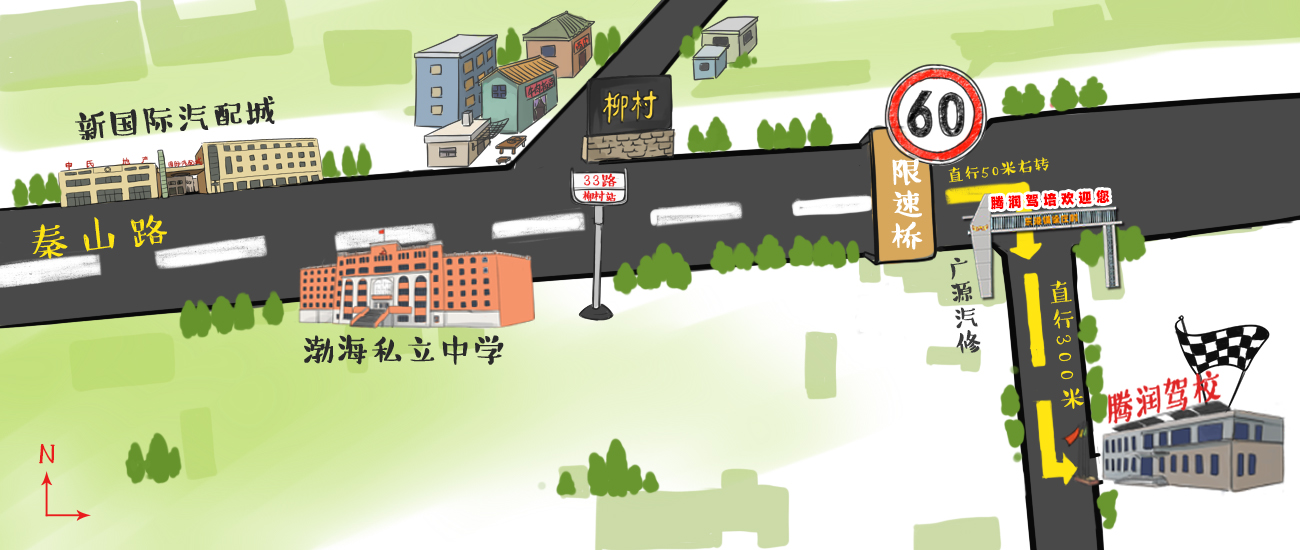 新国际汽配城
秦山路
渤海私立中学
柳村
33路
柳村站
60
限速桥
直行50米右转
腾润驾培欢迎您
广源汽修
直行300米
腾润驾校
N